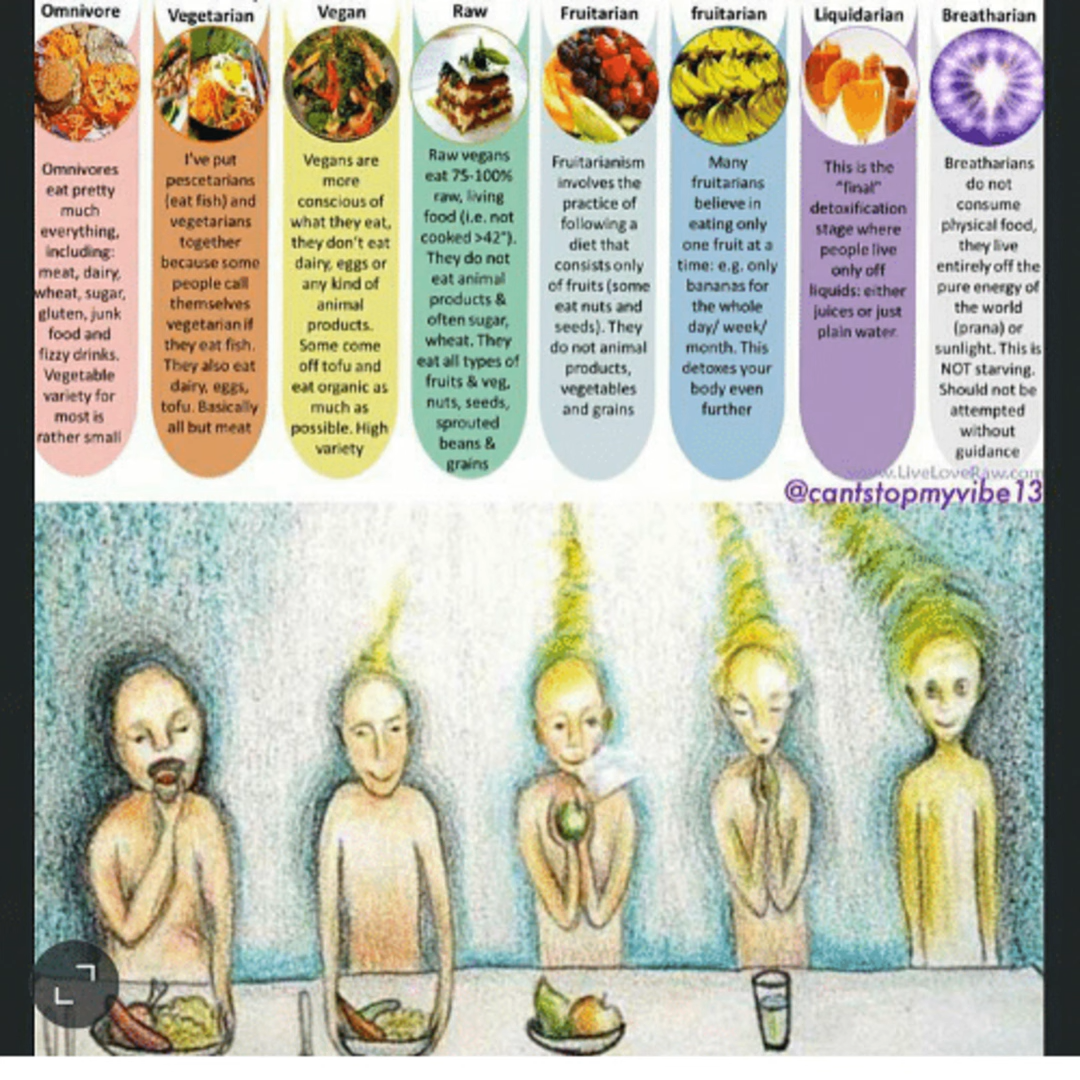 Omnivore
Omnivores
eat pretty
much
everything,
including:
meat, dairy,
wheat, sugar,
gluten, junk
food and
fizzy drinks.
Vegetable
variety for
most is
rather small
Vegetarian
I've put
pescetarians
(eat fish) and
vegetarians
together
because some
people call
themselves
vegetarian if
they eat fish.
They also eat
dairy, eggs,
tofu. Basically
all but meat
Vegan
Vegans are
more
conscious of
what they eat,
they don't eat
dairy, eggs or
any kind of
animal
products.
Some come
off tofu and
eat organic as
much as
possible. High
variety
Raw
Raw vegans
eat 75-100%
raw, living
food (i.e. not
cooked >42°).
They do not
eat animal
products &
often sugar,
wheat. They
eat all types of
fruits & veg,
nuts, seeds,
sprouted
beans &
grains
Fruitarian
Fruitarianism
involves the
practice of
following a
diet that
consists only
of fruits (some
eat nuts and
seeds). They
do not animal
products,
vegetables
and grains
fruitarian
Many
fruitarians
believe in
eating only
one fruit at a
time: e.g. only
bananas for
the whole
day/ week/
month. This
detoxes your
body even
further
Liquidarian
This is the
"final"
detoxification
stage where
people live
only off
liquids: either
juices or just
plain water.
Breatharian
Breatharians
do not
consume
physical food,
they live
entirely off the
pure energy of
the world
(prana) or
sunlight. This is
NOT starving.
Should not be
attempted
without
guidance
www.LiveLoveRaw.com
@cantstopmyvibe13